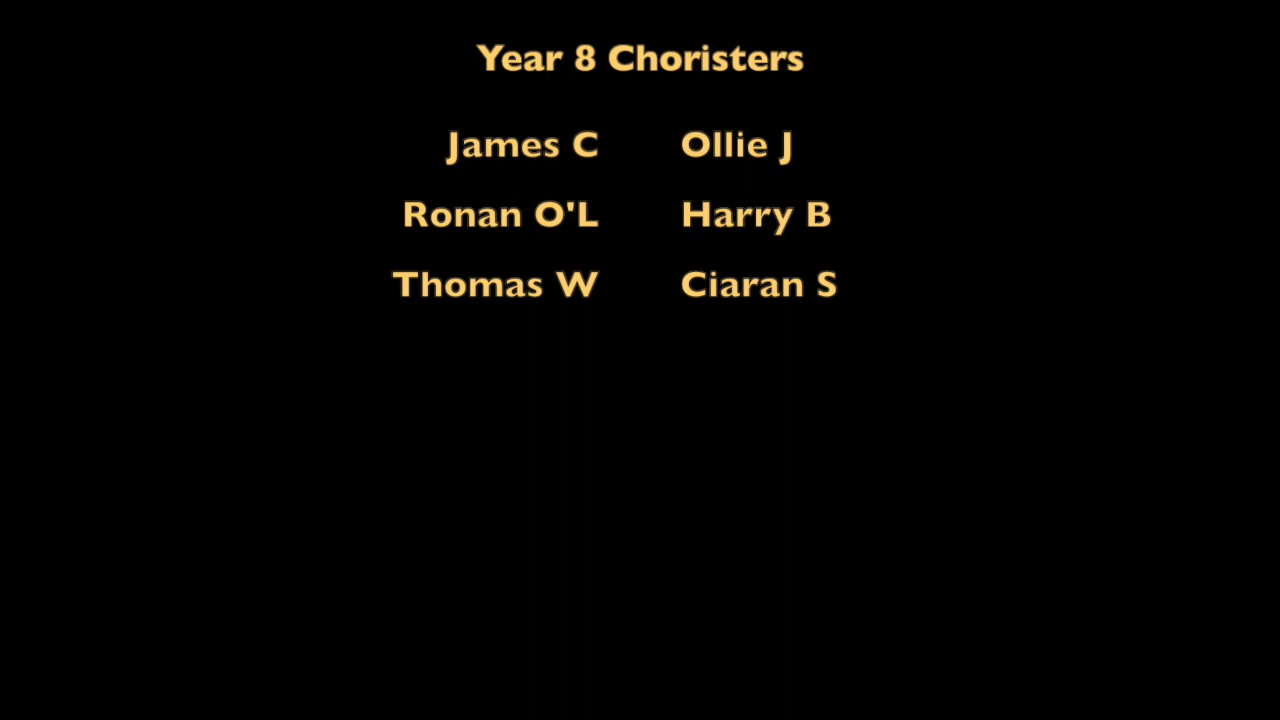 Year 8 Choristers
James C Ollie J
Ronan O'L Harry B
Thomas W Ciaran S